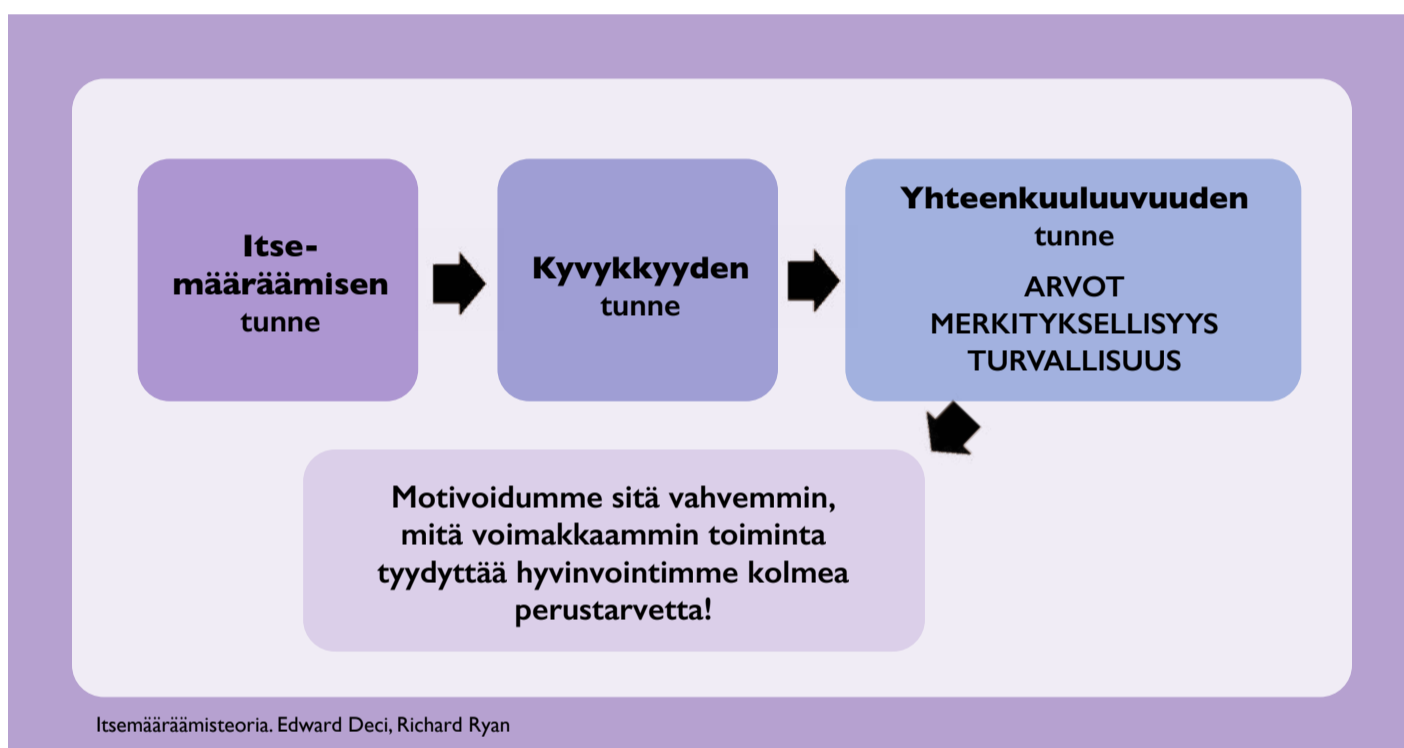 Itse-
määräämisen
tunne
Kyvykkyyden
tunne
Yhteenkuuluvuuden
tunne
ARVOT
MERKITYKSELLISYYS
TURVALLISUUS
Motivoidumme sitä vahvemmin,
mitä voimakkaammin toiminta
tyydyttää hyvinvointimme kolmea
perustarvetta!
Itsemääräämisteoria. Edward Deci, Richard Ryan